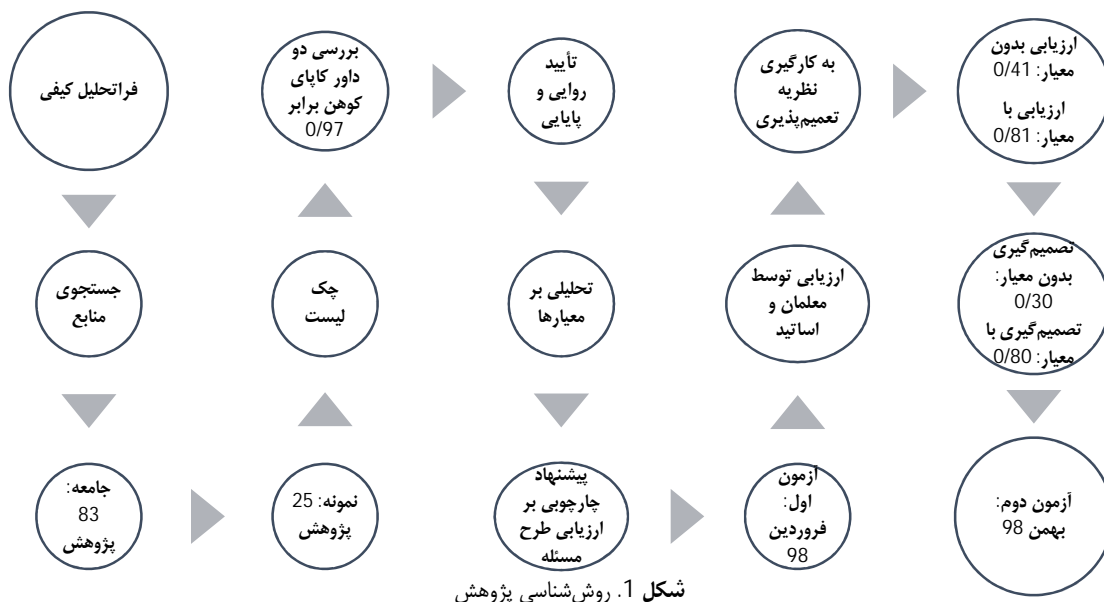 فراتحلیل کیفی
جستجوی
منابع
جامعه:
83
پژوهش
نمونه: 25
پژوهش
چک
لیست
بررسی دو
داور کاپای
کوهن برابر
0/97
تأیید
روایی و
پایایی
تحلیلی بر
معیارها
پیشنهاد
چارچوبی بر
ارزیابی طرح
مسئله
آزمون
اول:
فروردین
98
ارزیابی توسط
معلمان و
اساتید
به کارگیری
نظریه
تعمیم‌پذیری
ارزیابی بدون
معیار: 0/41
ارزیابی با
معیار: 0/81
تصمیم‌گیری
بدون معیار:
0/30
تصمیم‌گیری با
معیار: 0/80
آزمون دوم:
بهمن 98
شکل 1. روش‌شناسی پژوهش